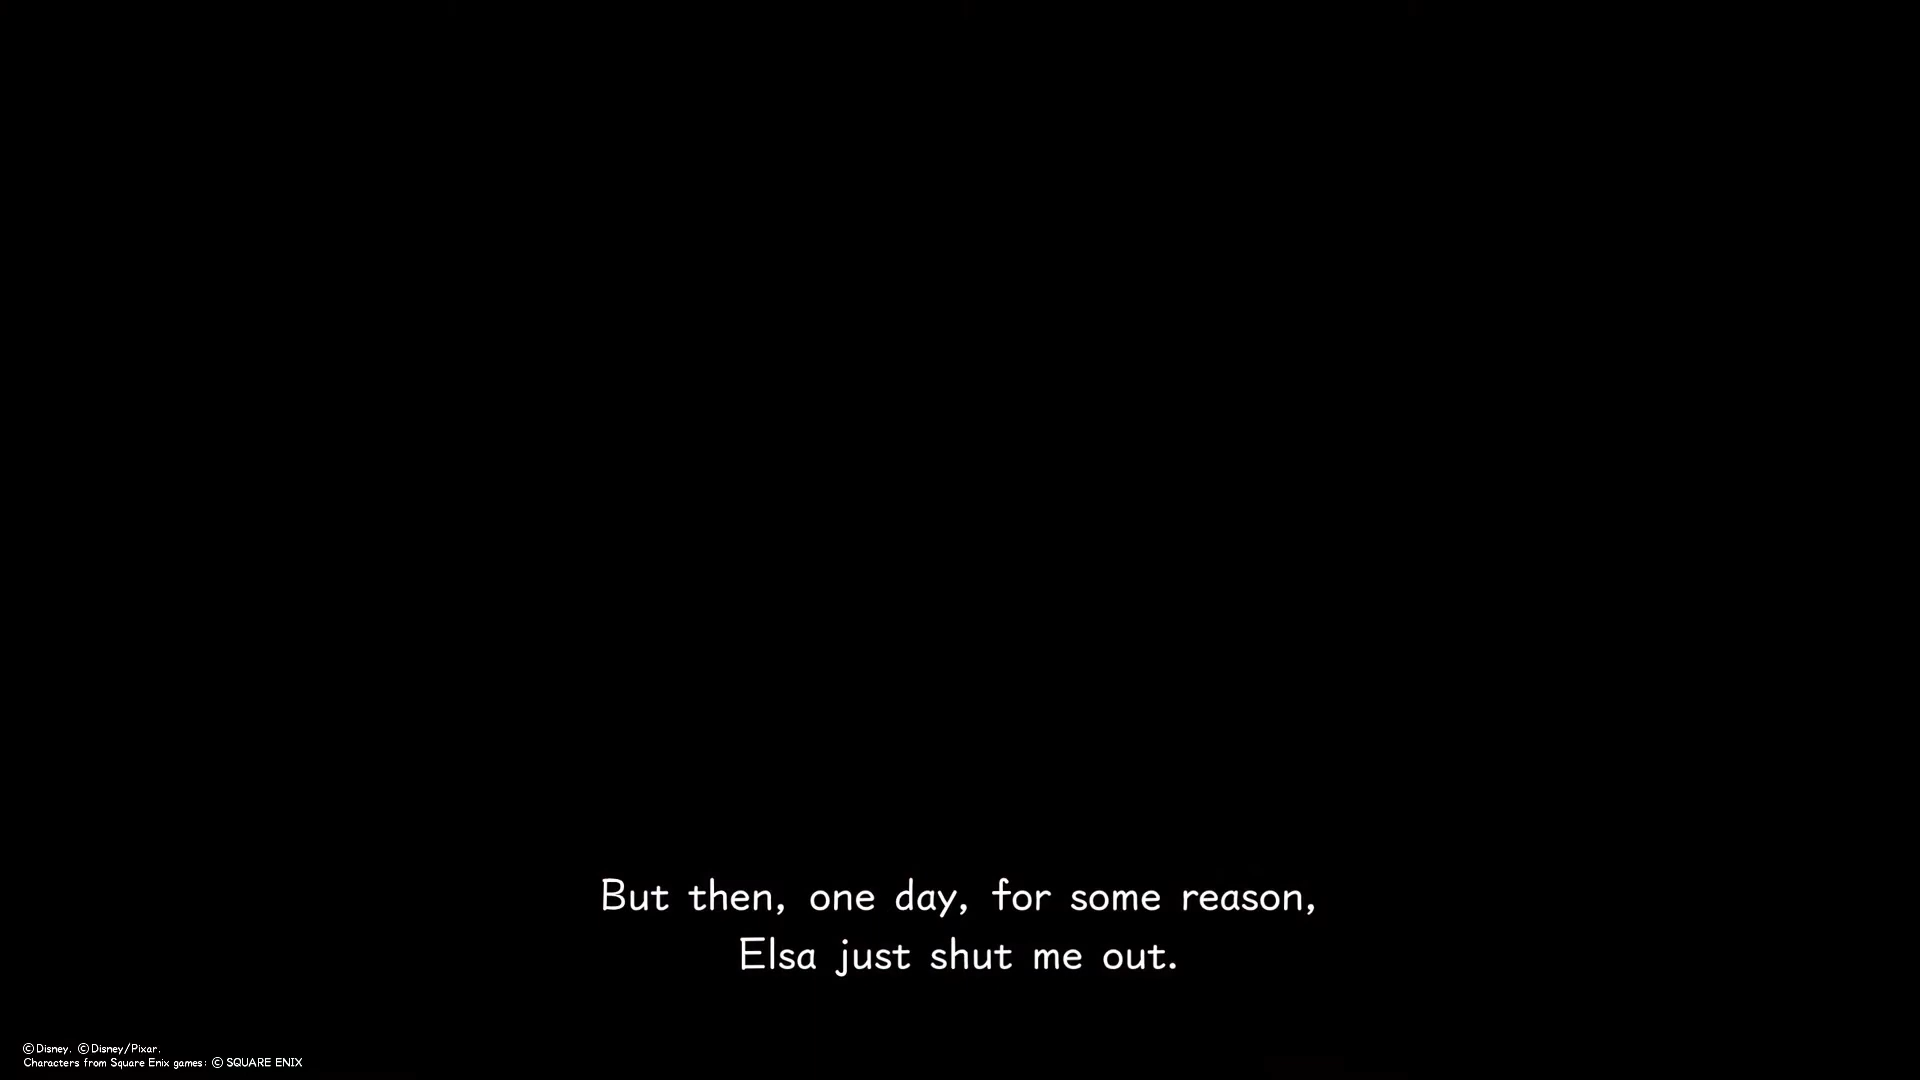 But then, one day, for some reason,
Elsa just shut me out.
©Disney. ©Disney/Pixar.
Characters from Square Enix games: © SQUARE ENIX